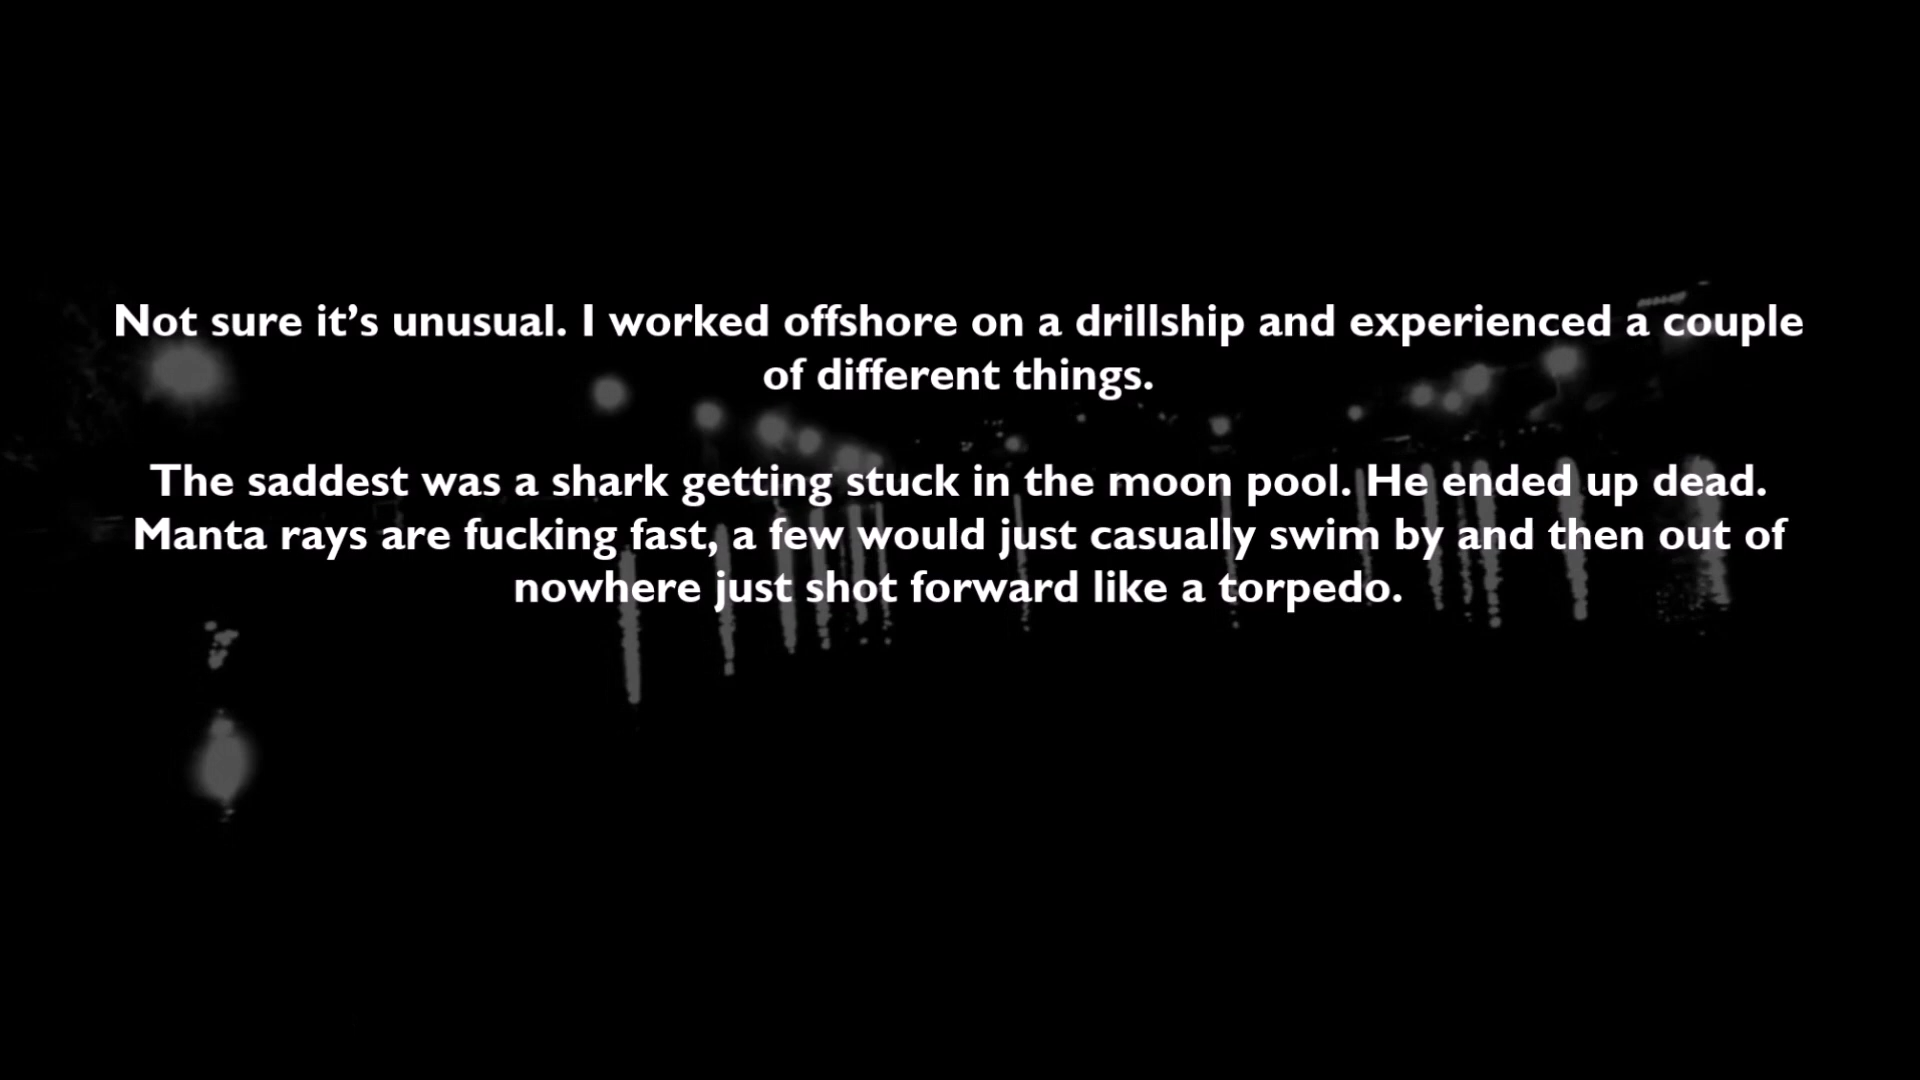 Not sure it’s unusual. I worked offshore on a drillship and experienced a couple
of different things.
The saddest was a shark getting stuck in the moon pool. He ended up dead.
Manta rays are fucking fast, a few would just casually swim by and then out of
nowhere just shot forward like a torpedo.